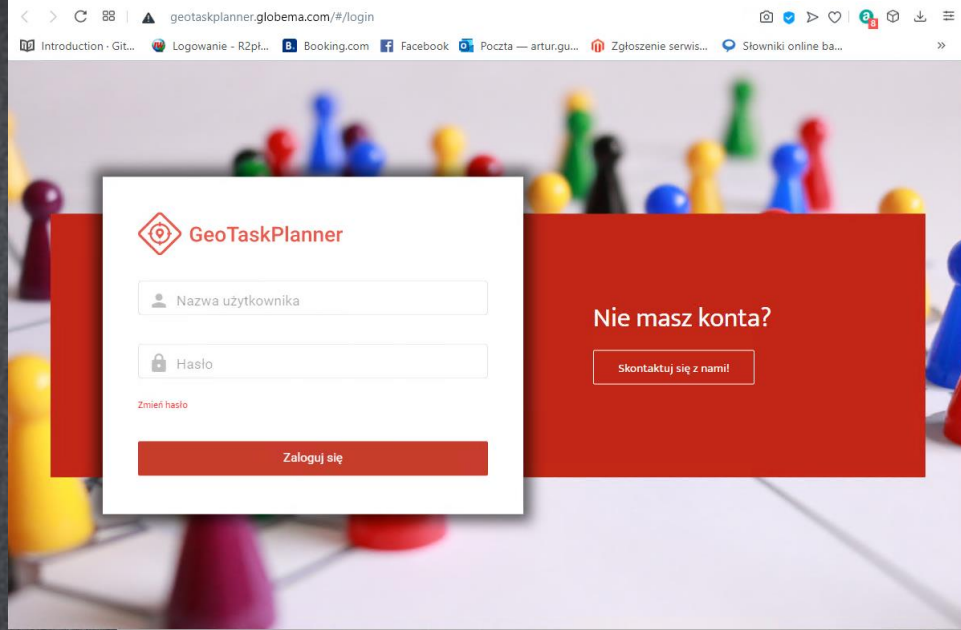 geotaskplanner.globema.com/#/login
8
Introduction · Git... Logowanie - R2pł... Booking.com Facebook Poczta — artur.gu... Zgłoszenie serwis... Słowniki online ba... »
GeoTaskPlanner
Nazwa użytkownika
Hasło
Zmień hasło
Zaloguj się
Nie masz konta?
Skontaktuj się z nami!